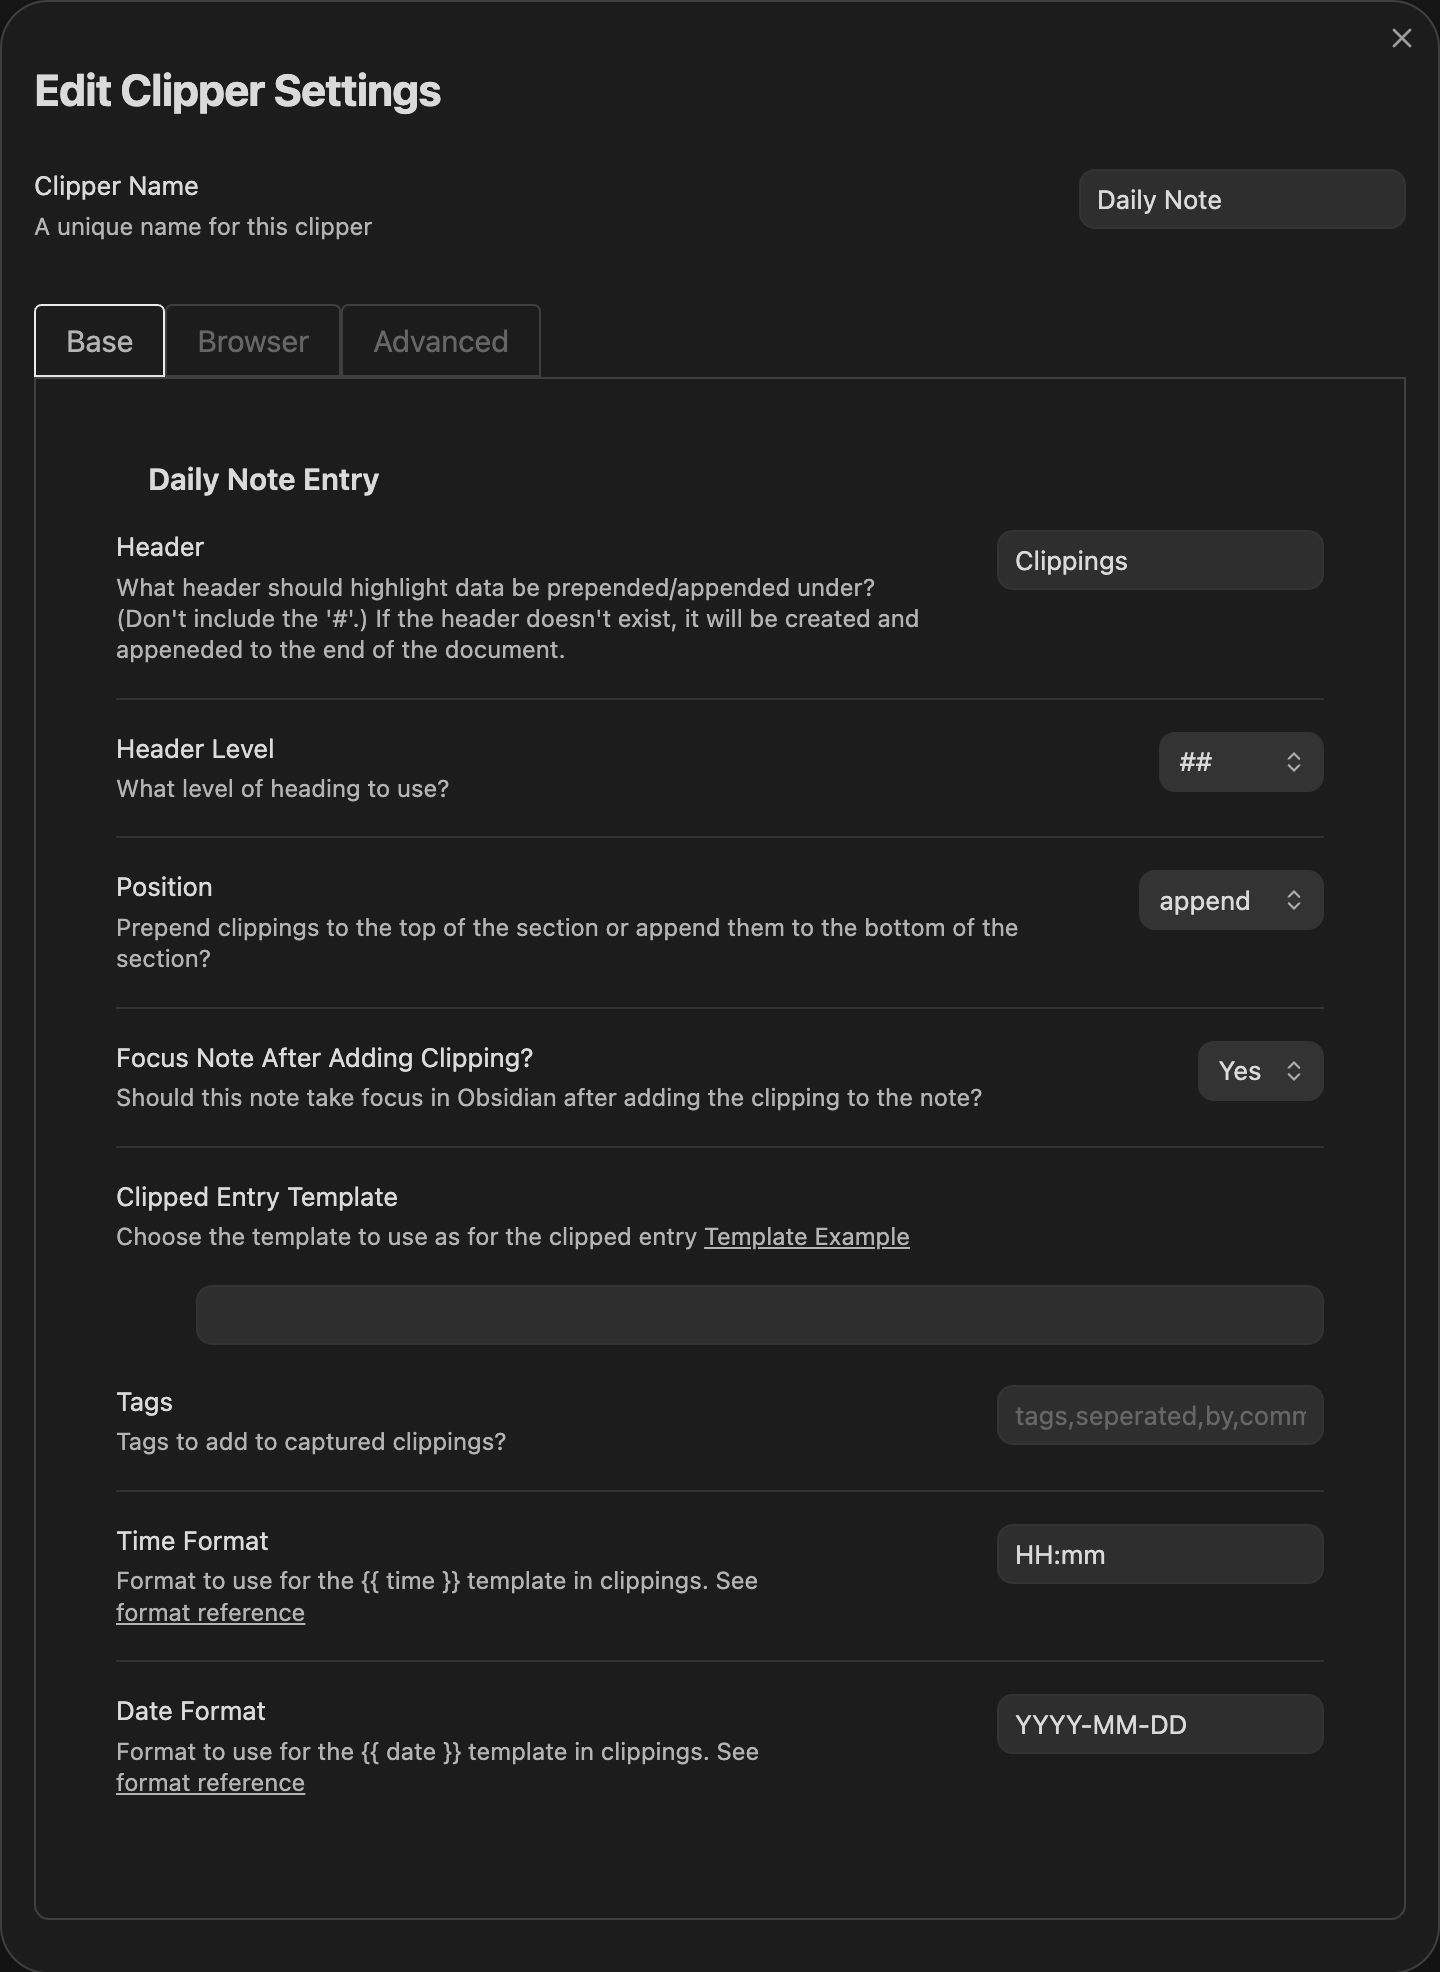 Edit Clipper Settings
Clipper Name
A unique name for this clipper
Daily Note
Base
Browser
Advanced
Daily Note Entry
Header
What header should highlight data be prepended/appended under?
(Don't include the '#'.) If the header doesn't exist, it will be created and
appeneded to the end of the document.
Clippings
Header Level
What level of heading to use?
##
Position
Prepend clippings to the top of the section or append them to the bottom of the
section?
append
Focus Note After Adding Clipping?
Should this note take focus in Obsidian after adding the clipping to the note?
Yes
Clipped Entry Template
Choose the template to use as for the clipped entry Template Example
Tags
Tags to add to captured clippings?
tags,seperated,by,comm
Time Format
Format to use for the {{ time }} template in clippings. See
format reference
HH:mm
Date Format
Format to use for the {{ date }} template in clippings. See
format reference
YYYY-MM-DD